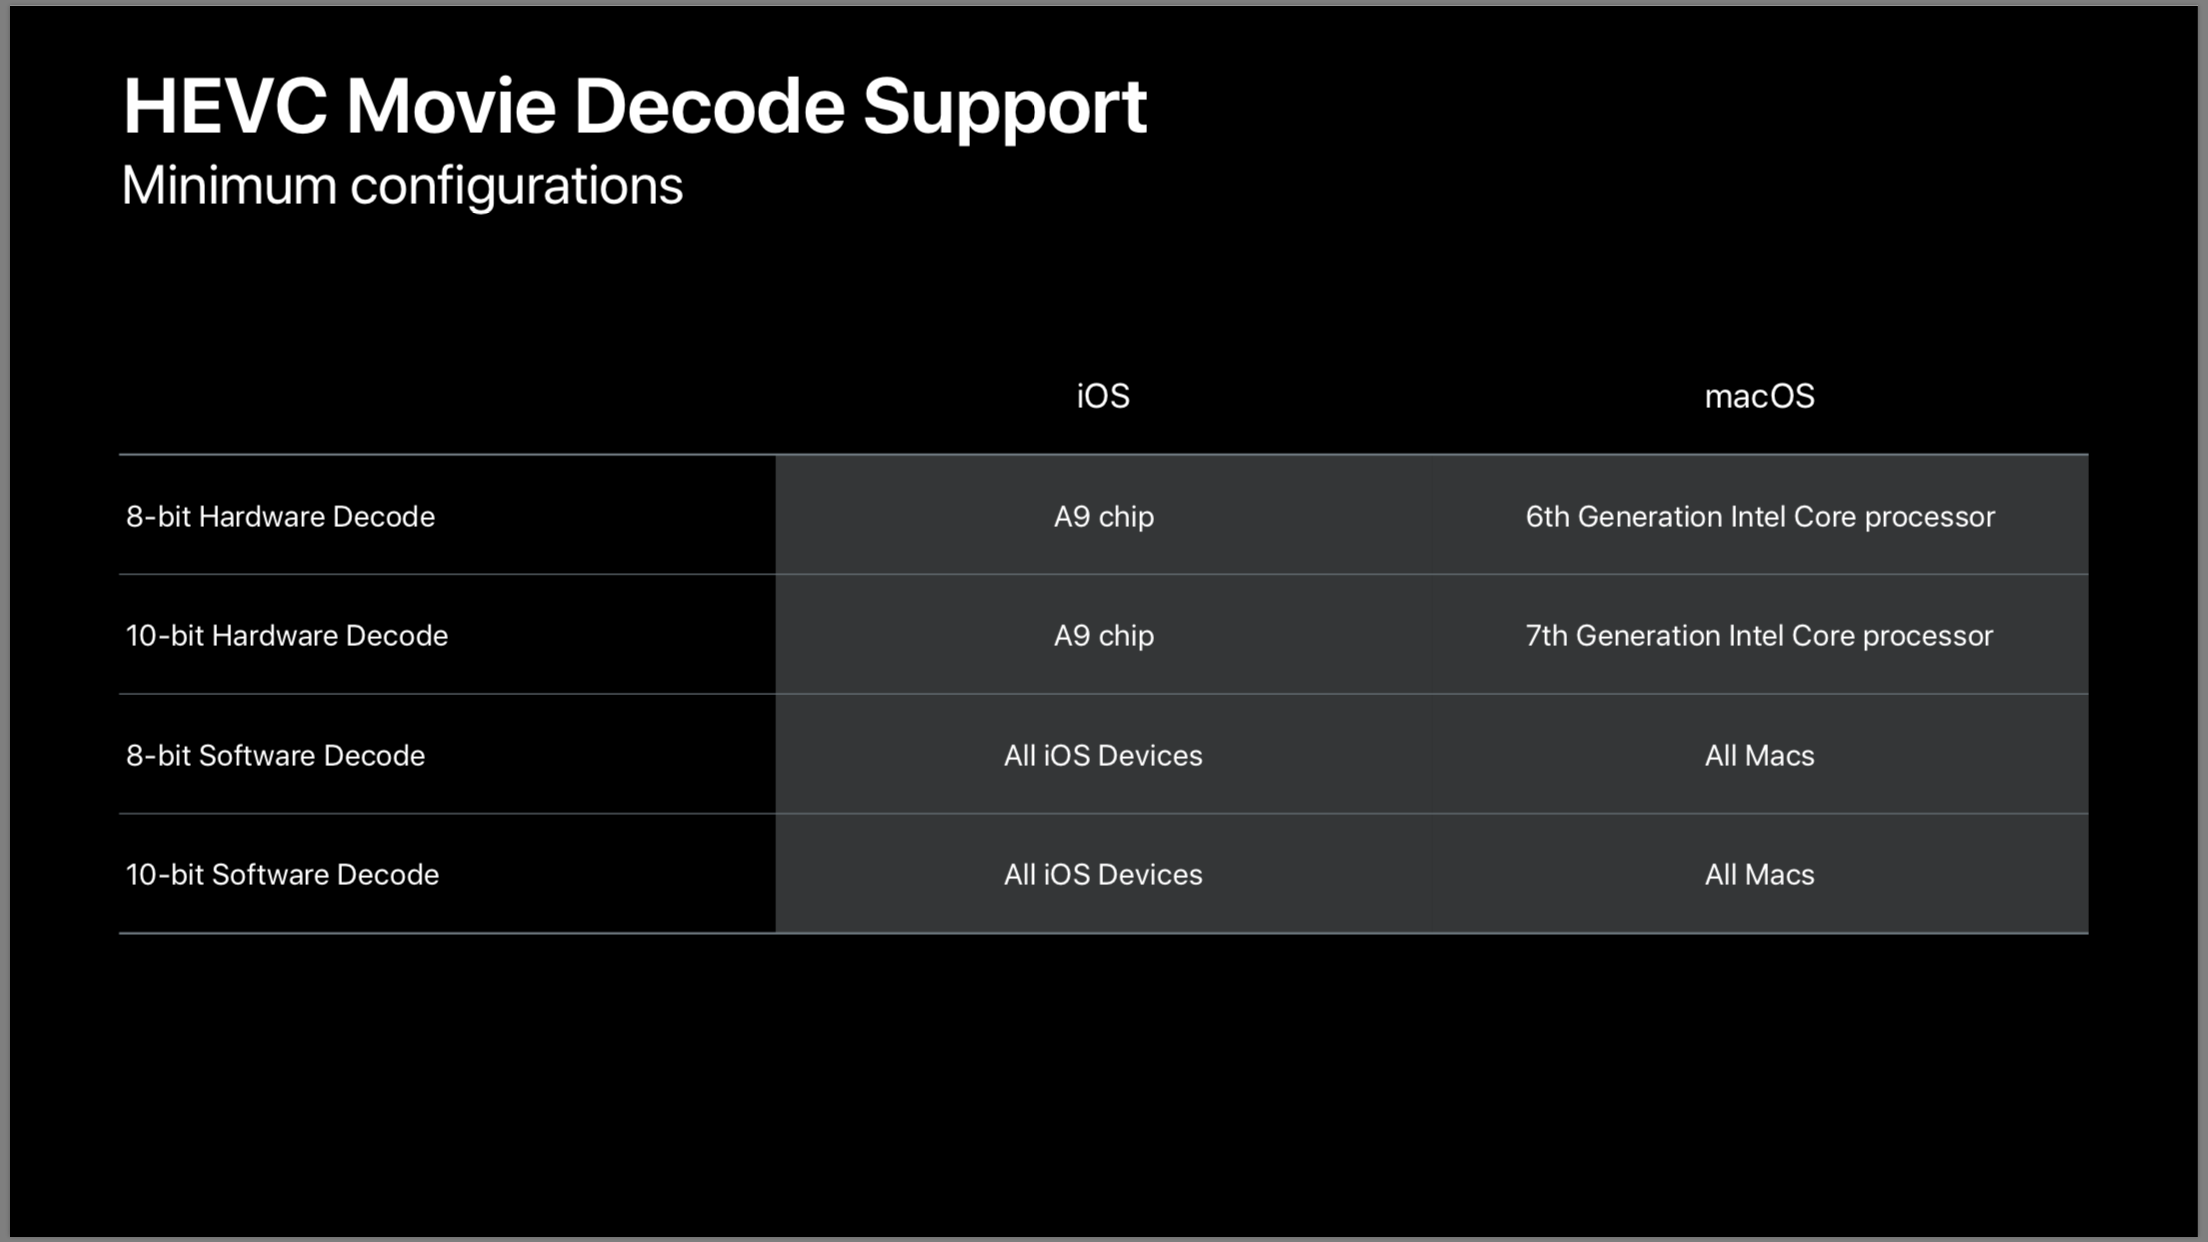 HEVC Movie Decode Support
Minimum configurations
iOS macOS
8-bit Hardware Decode A9 chip 6th Generation Intel Core processor
10-bit Hardware Decode A9 chip 7th Generation Intel Core processor
8-bit Software Decode All iOS Devices All Macs
10-bit Software Decode All iOS Devices All Macs